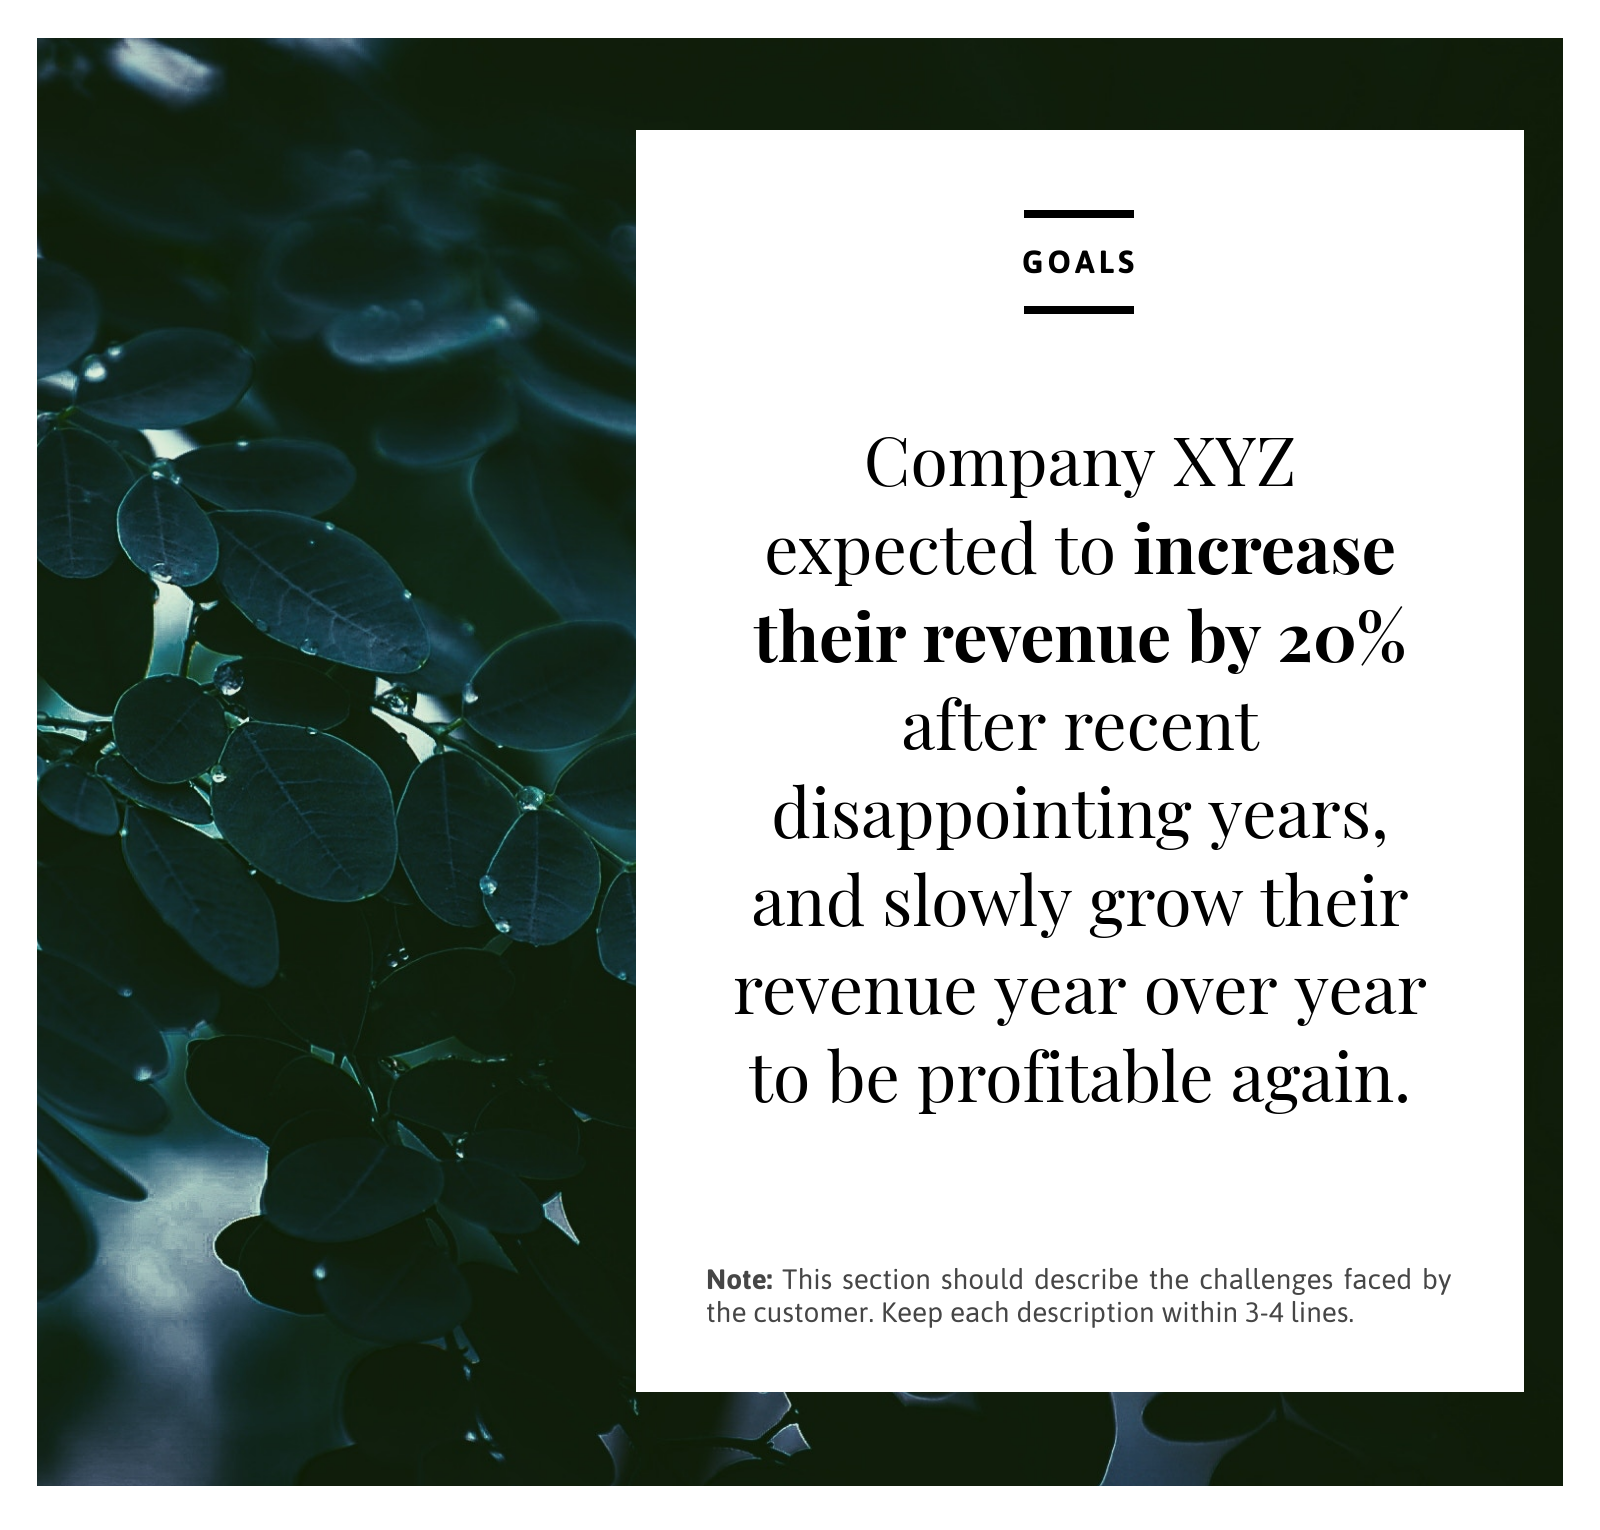 GOALS
Company XYZ
expected to increase
their revenue by 20%
after recent
disappointing years,
and slowly grow their
revenue year over year
to be profitable again.
Note: This section should describe the challenges faced by
the customer. Keep each description within 3-4 lines.